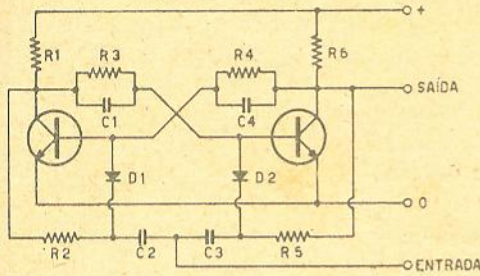 +
R1 R3 R4 R6
SAÍDA
C1 C4
D1 D2
0
R2 C2 C3 R5
ENTRADA